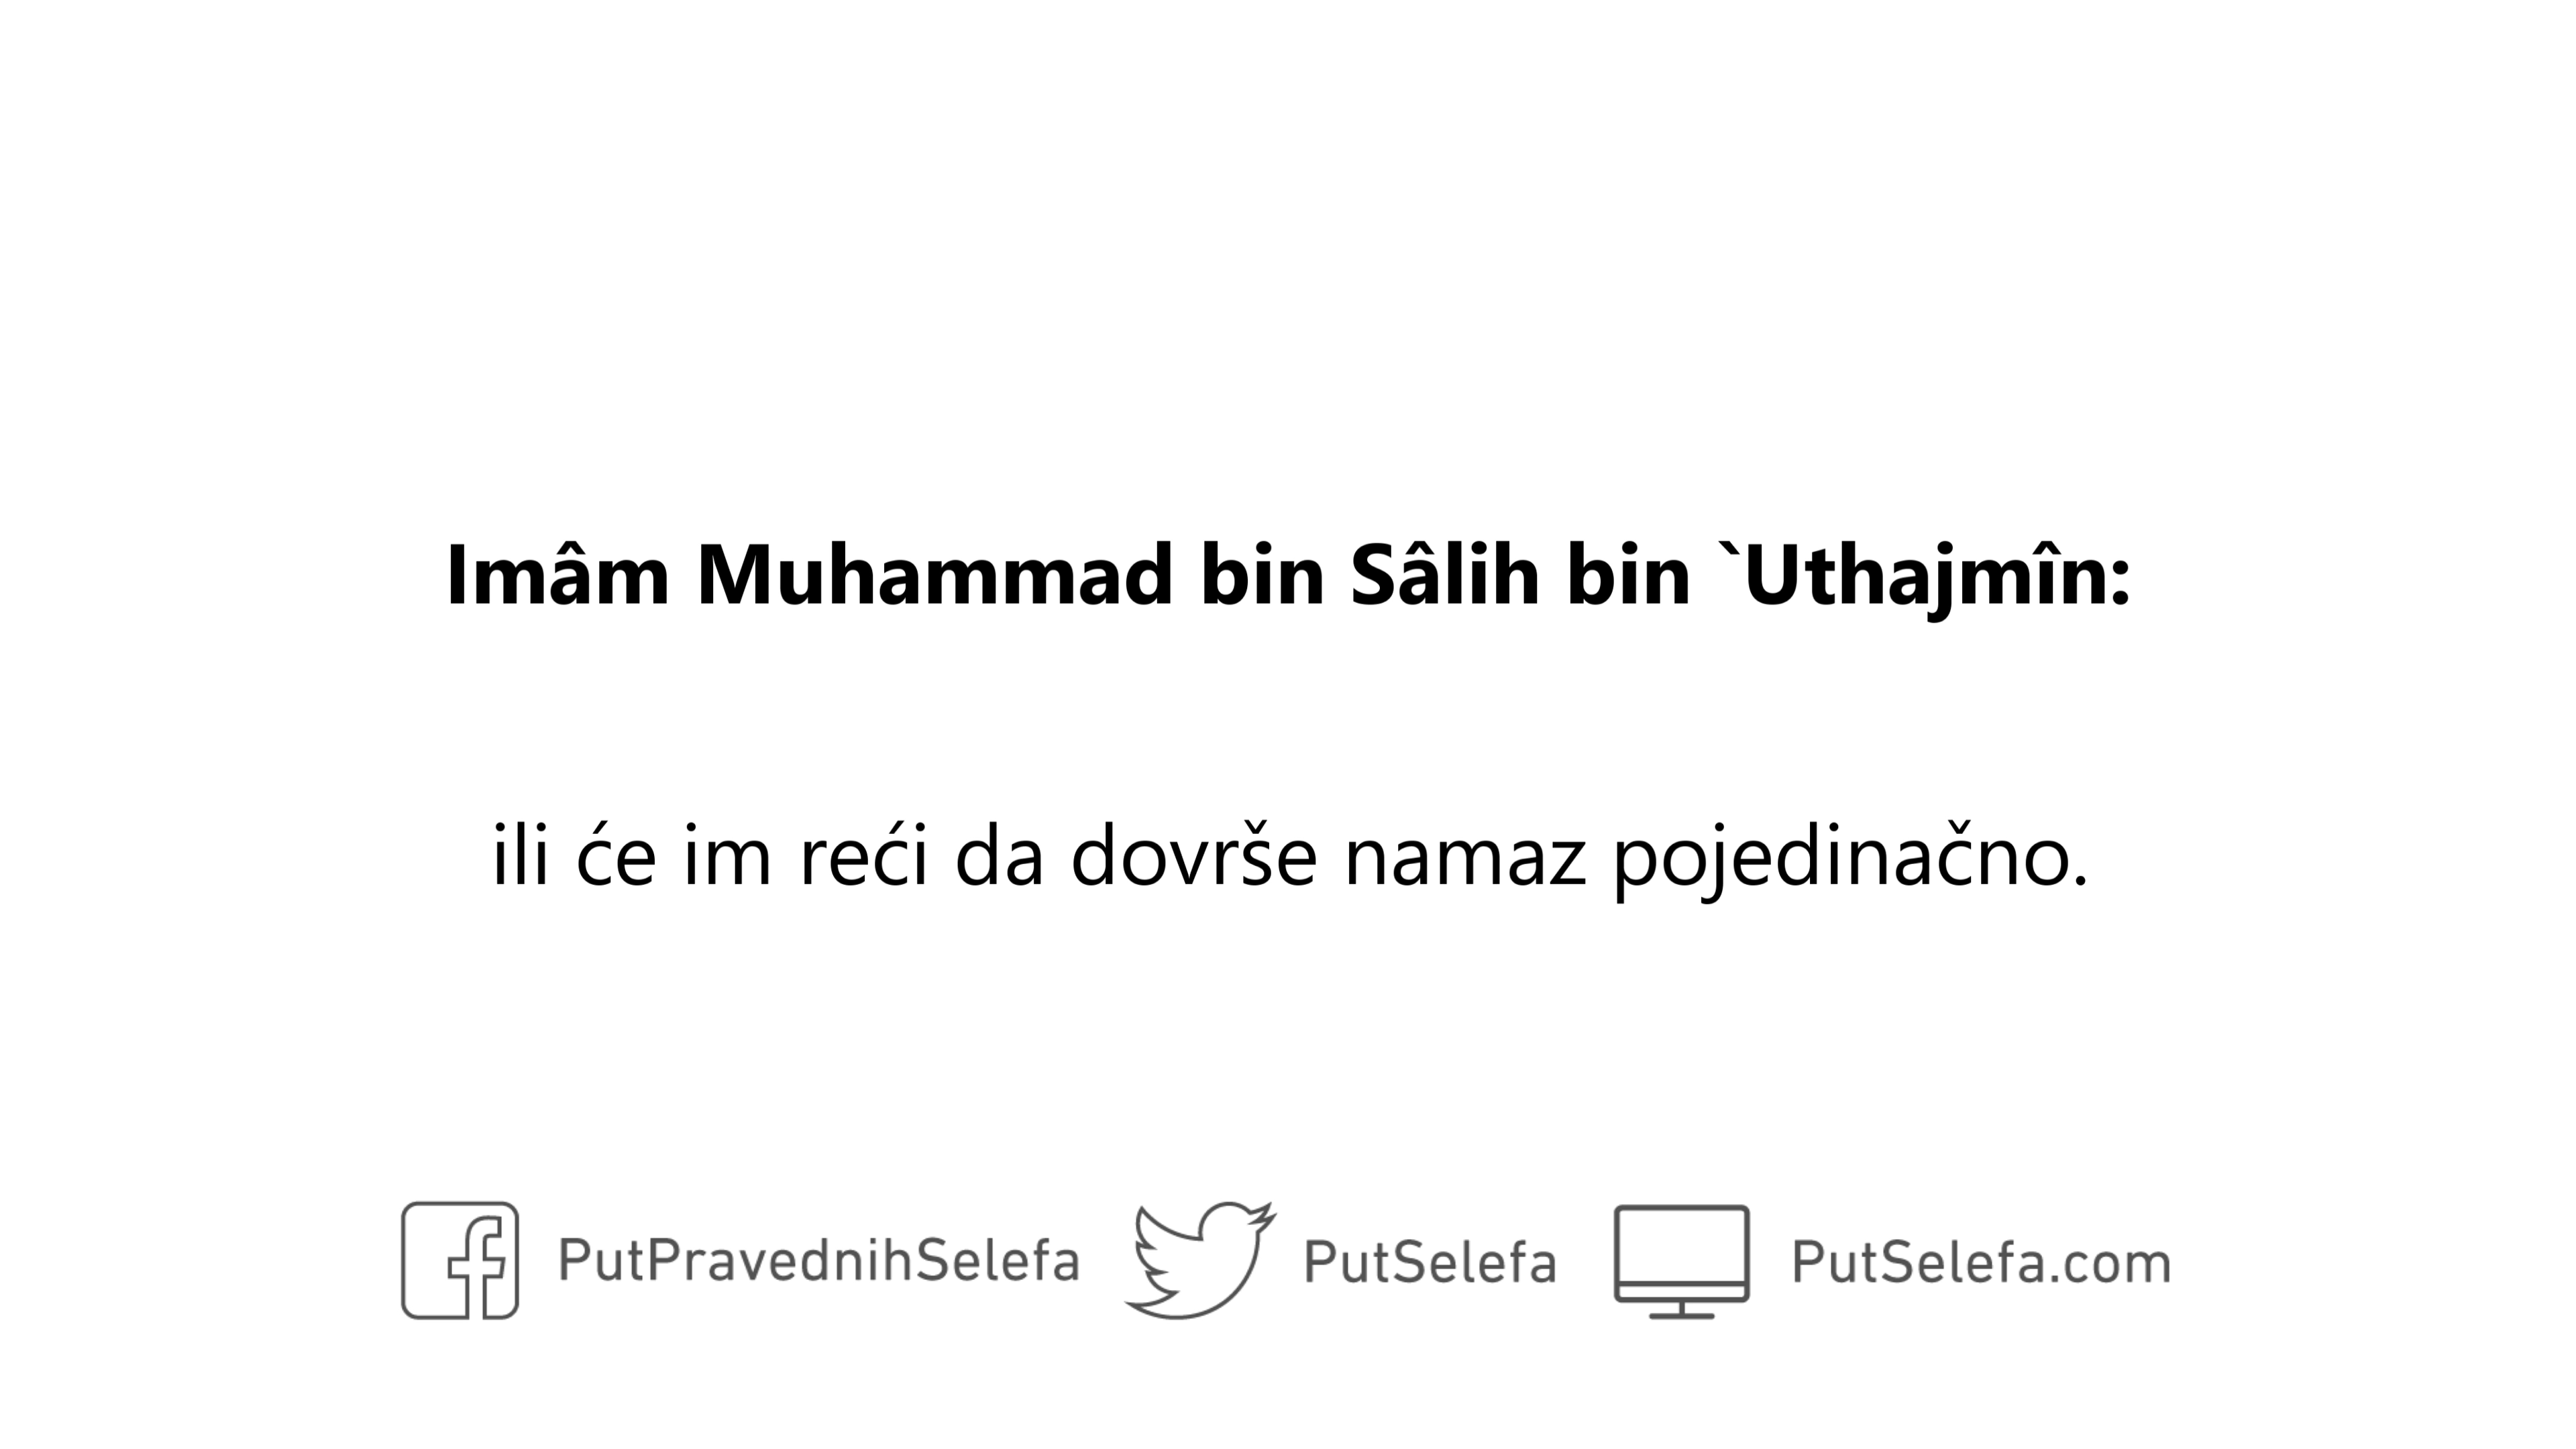 Imâm Muhammad bin Sâlih bin `Uthajmîn:
ili će im reći da dovrše namaz pojedinačno.
PutPravednihSelefa PutSelefa PutSelefa.com